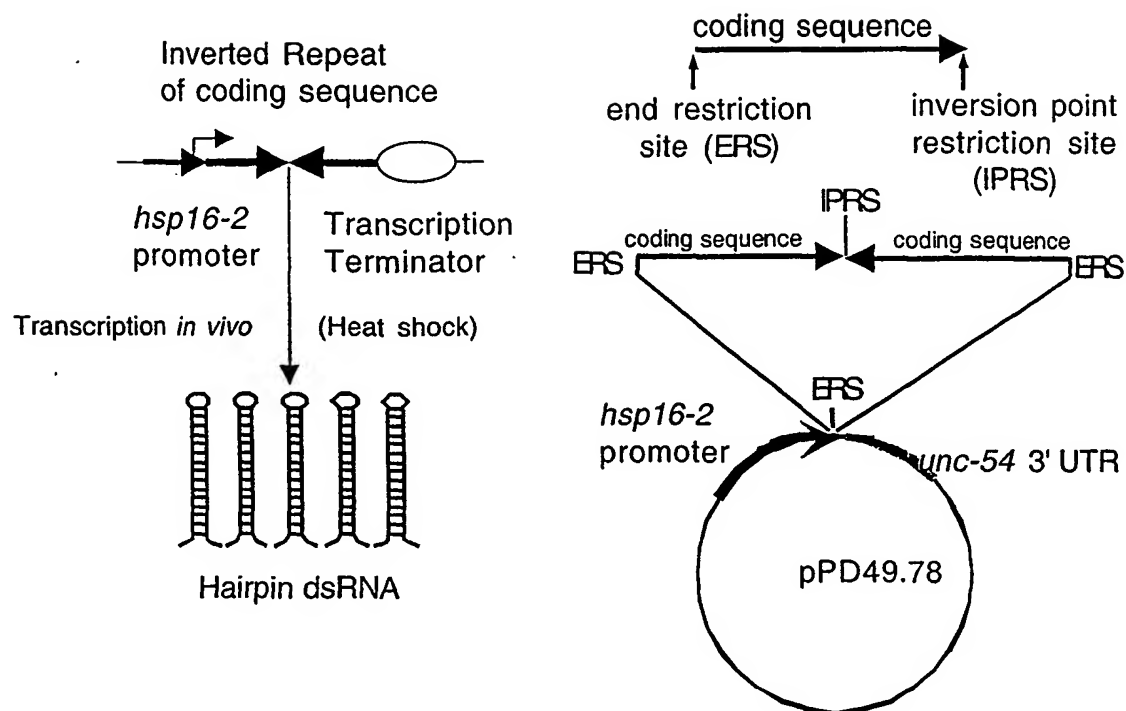 Inverted Repeat
of coding sequence
hsp16-2
promoter
Transcription
Terminator
Transcription in vivo
(Heat shock)
Hairpin dsRNA
coding sequence
end restriction
site (ERS)
inversion point
restriction site
(IPRS)
IPRS
coding sequence
coding sequence
ERS
ERS
ERS
hsp16-2
promoter
unc-54 3' UTR
pPD49.78